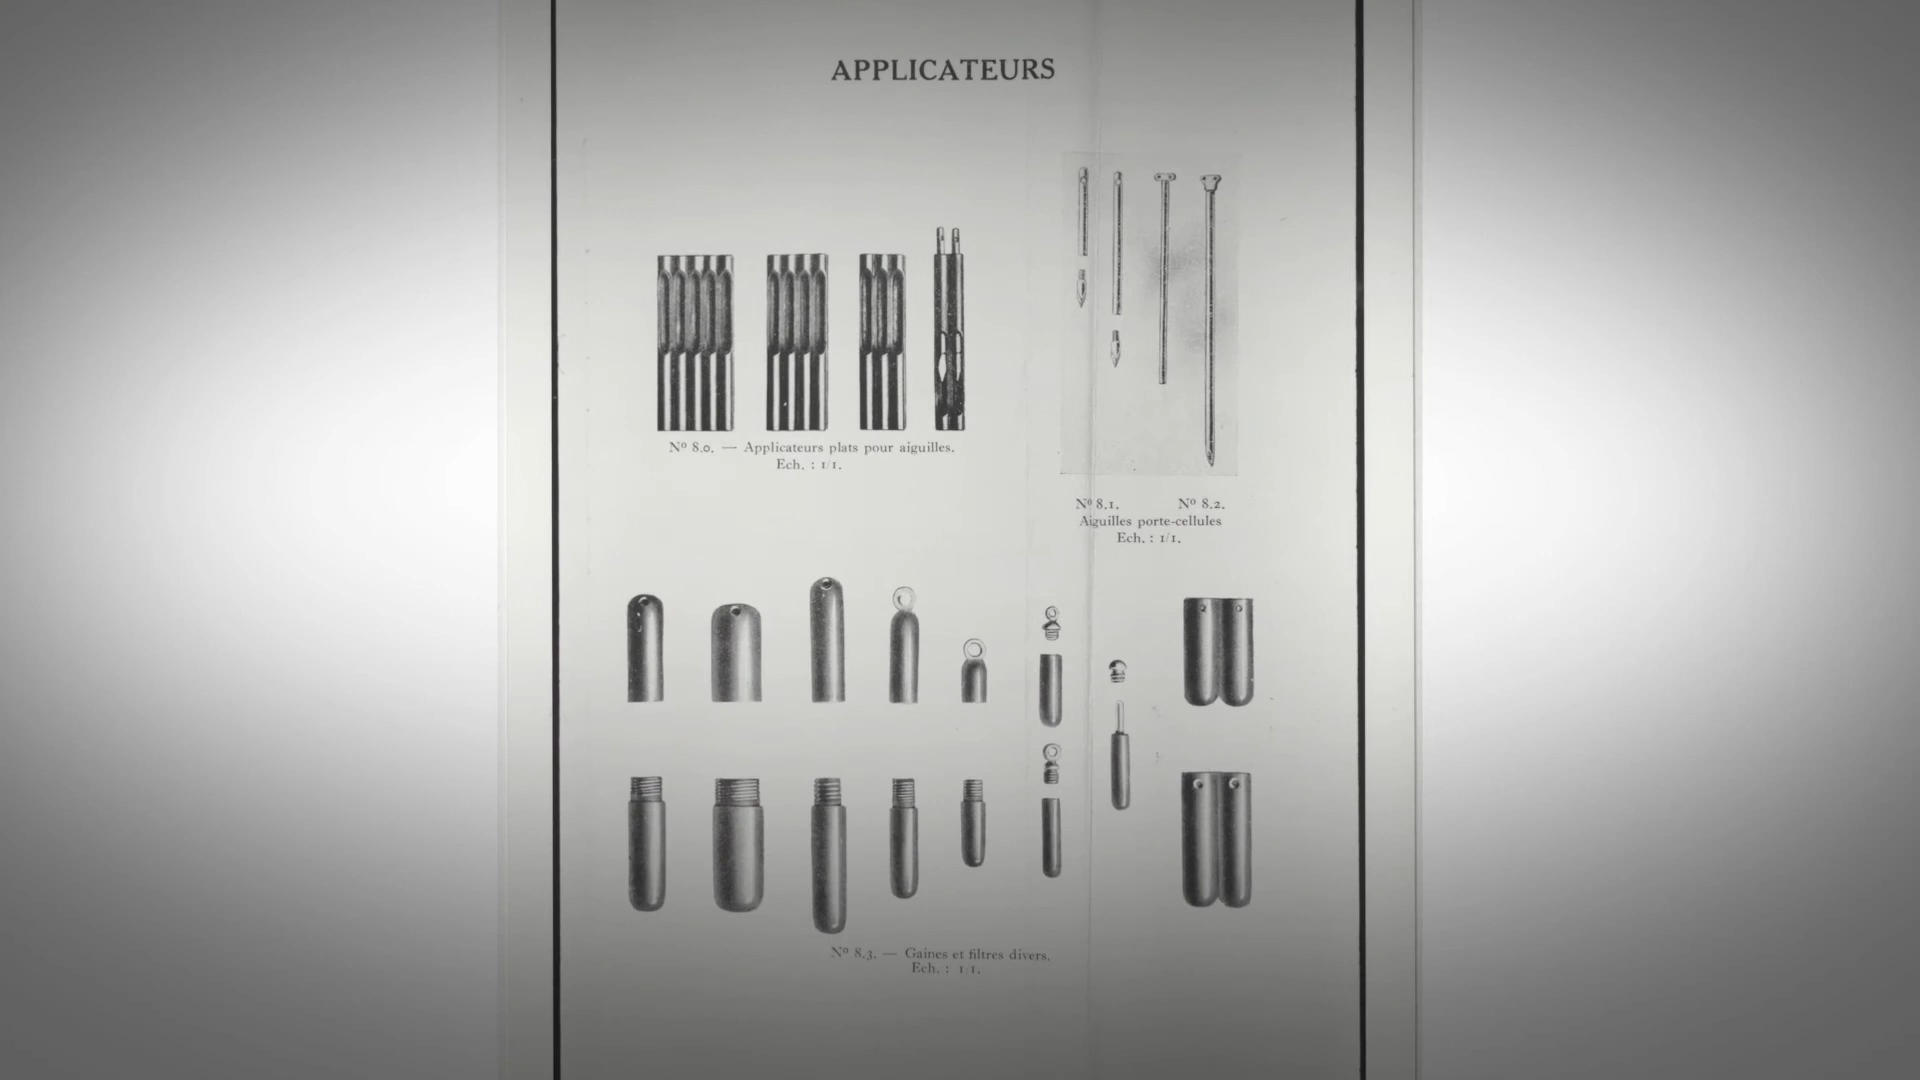 APPLICATEURS
Nº 8.0. — Applicateurs plats pour aiguilles.
Ech. : 1/1.
Nº 8.1. Nº 8.2.
Aiguilles porte-cellules
Ech. : 1/1.
Nº 8.3. — Gaines et filtres divers.
Ech. : 1/1.